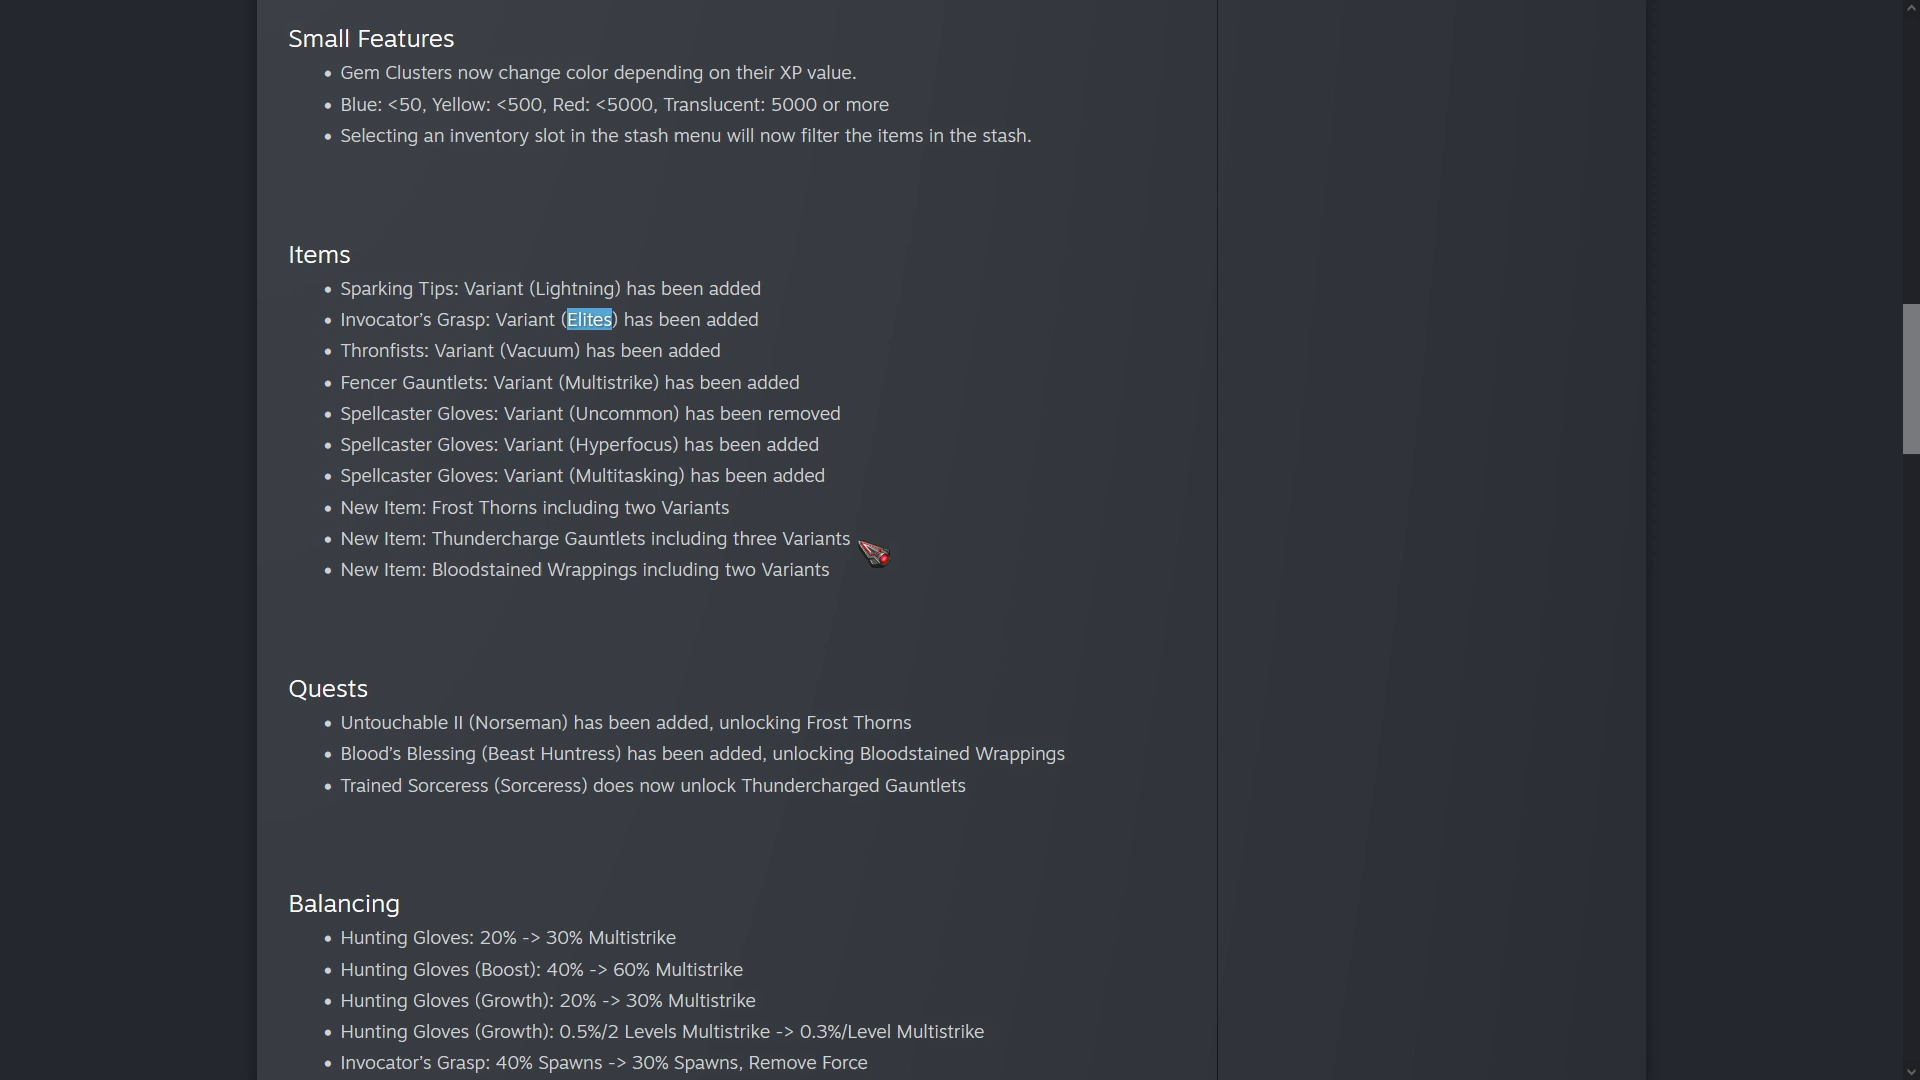 Small Features
• Gem Clusters now change color depending on their XP value.
• Blue: <50, Yellow: <500, Red: <5000, Translucent: 5000 or more
• Selecting an inventory slot in the stash menu will now filter the items in the stash.
Items
• Sparking Tips: Variant (Lightning) has been added
• Invocator’s Grasp: Variant (Elites) has been added
• Thronfists: Variant (Vacuum) has been added
• Fencer Gauntlets: Variant (Multistrike) has been added
• Spellcaster Gloves: Variant (Uncommon) has been removed
• Spellcaster Gloves: Variant (Hyperfocus) has been added
• Spellcaster Gloves: Variant (Multitasking) has been added
• New Item: Frost Thorns including two Variants
• New Item: Thundercharge Gauntlets including three Variants
• New Item: Bloodstained Wrappings including two Variants
Quests
• Untouchable II (Norseman) has been added, unlocking Frost Thorns
• Blood’s Blessing (Beast Huntress) has been added, unlocking Bloodstained Wrappings
• Trained Sorceress (Sorceress) does now unlock Thundercharged Gauntlets
Balancing
• Hunting Gloves: 20% -> 30% Multistrike
• Hunting Gloves (Boost): 40% -> 60% Multistrike
• Hunting Gloves (Growth): 20% -> 30% Multistrike
• Hunting Gloves (Growth): 0.5%/2 Levels Multistrike -> 0.3%/Level Multistrike
• Invocator’s Grasp: 40% Spawns -> 30% Spawns, Remove Force